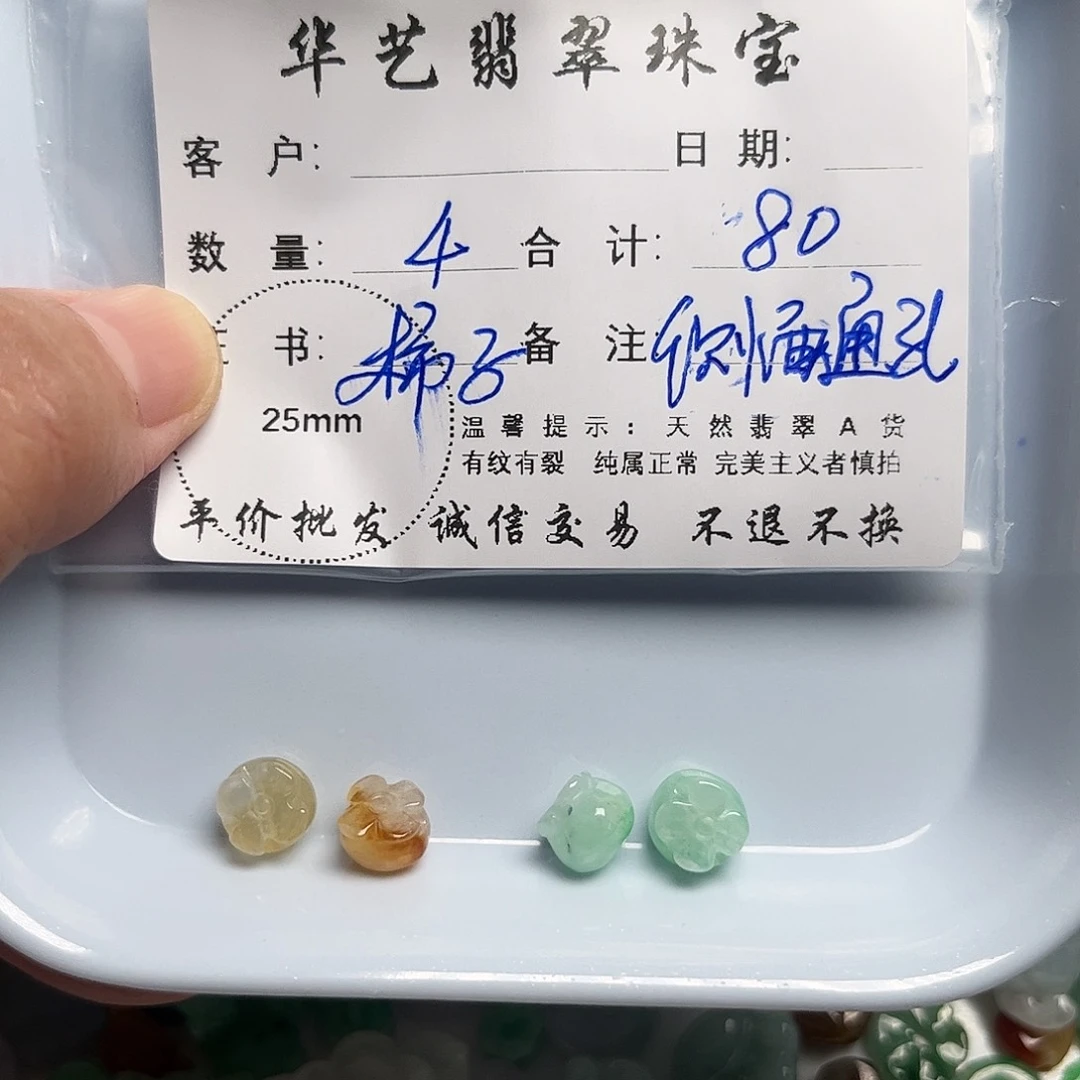 华艺翡翠珠宝
客 户: 日 期:
数 量: 4 合 计: 80
书: 柿子 备 注: 侧面通孔
25mm
温馨提示:天然翡翠A货
有纹有裂 纯属正常 完美主义者慎拍
平价批发 诚信交易 不退不换